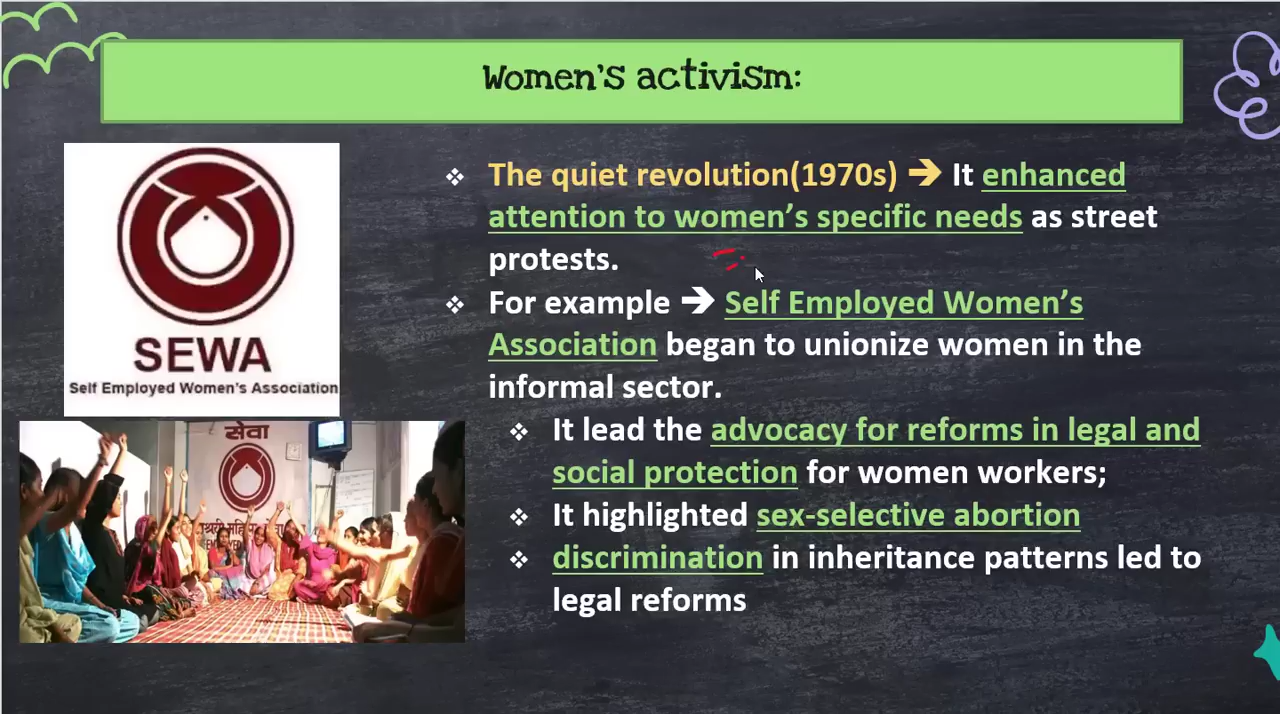 Women's activism:
SEWA
Self Employed Women's Association
सेवा
❖ The quiet revolution(1970s) ➔ It enhanced
attention to women's specific needs as street
protests.
❖ For example ➔ Self Employed Women's
Association began to unionize women in the
informal sector.
❖ It lead the advocacy for reforms in legal and
social protection for women workers;
❖ It highlighted sex-selective abortion
❖ discrimination in inheritance patterns led to
legal reforms